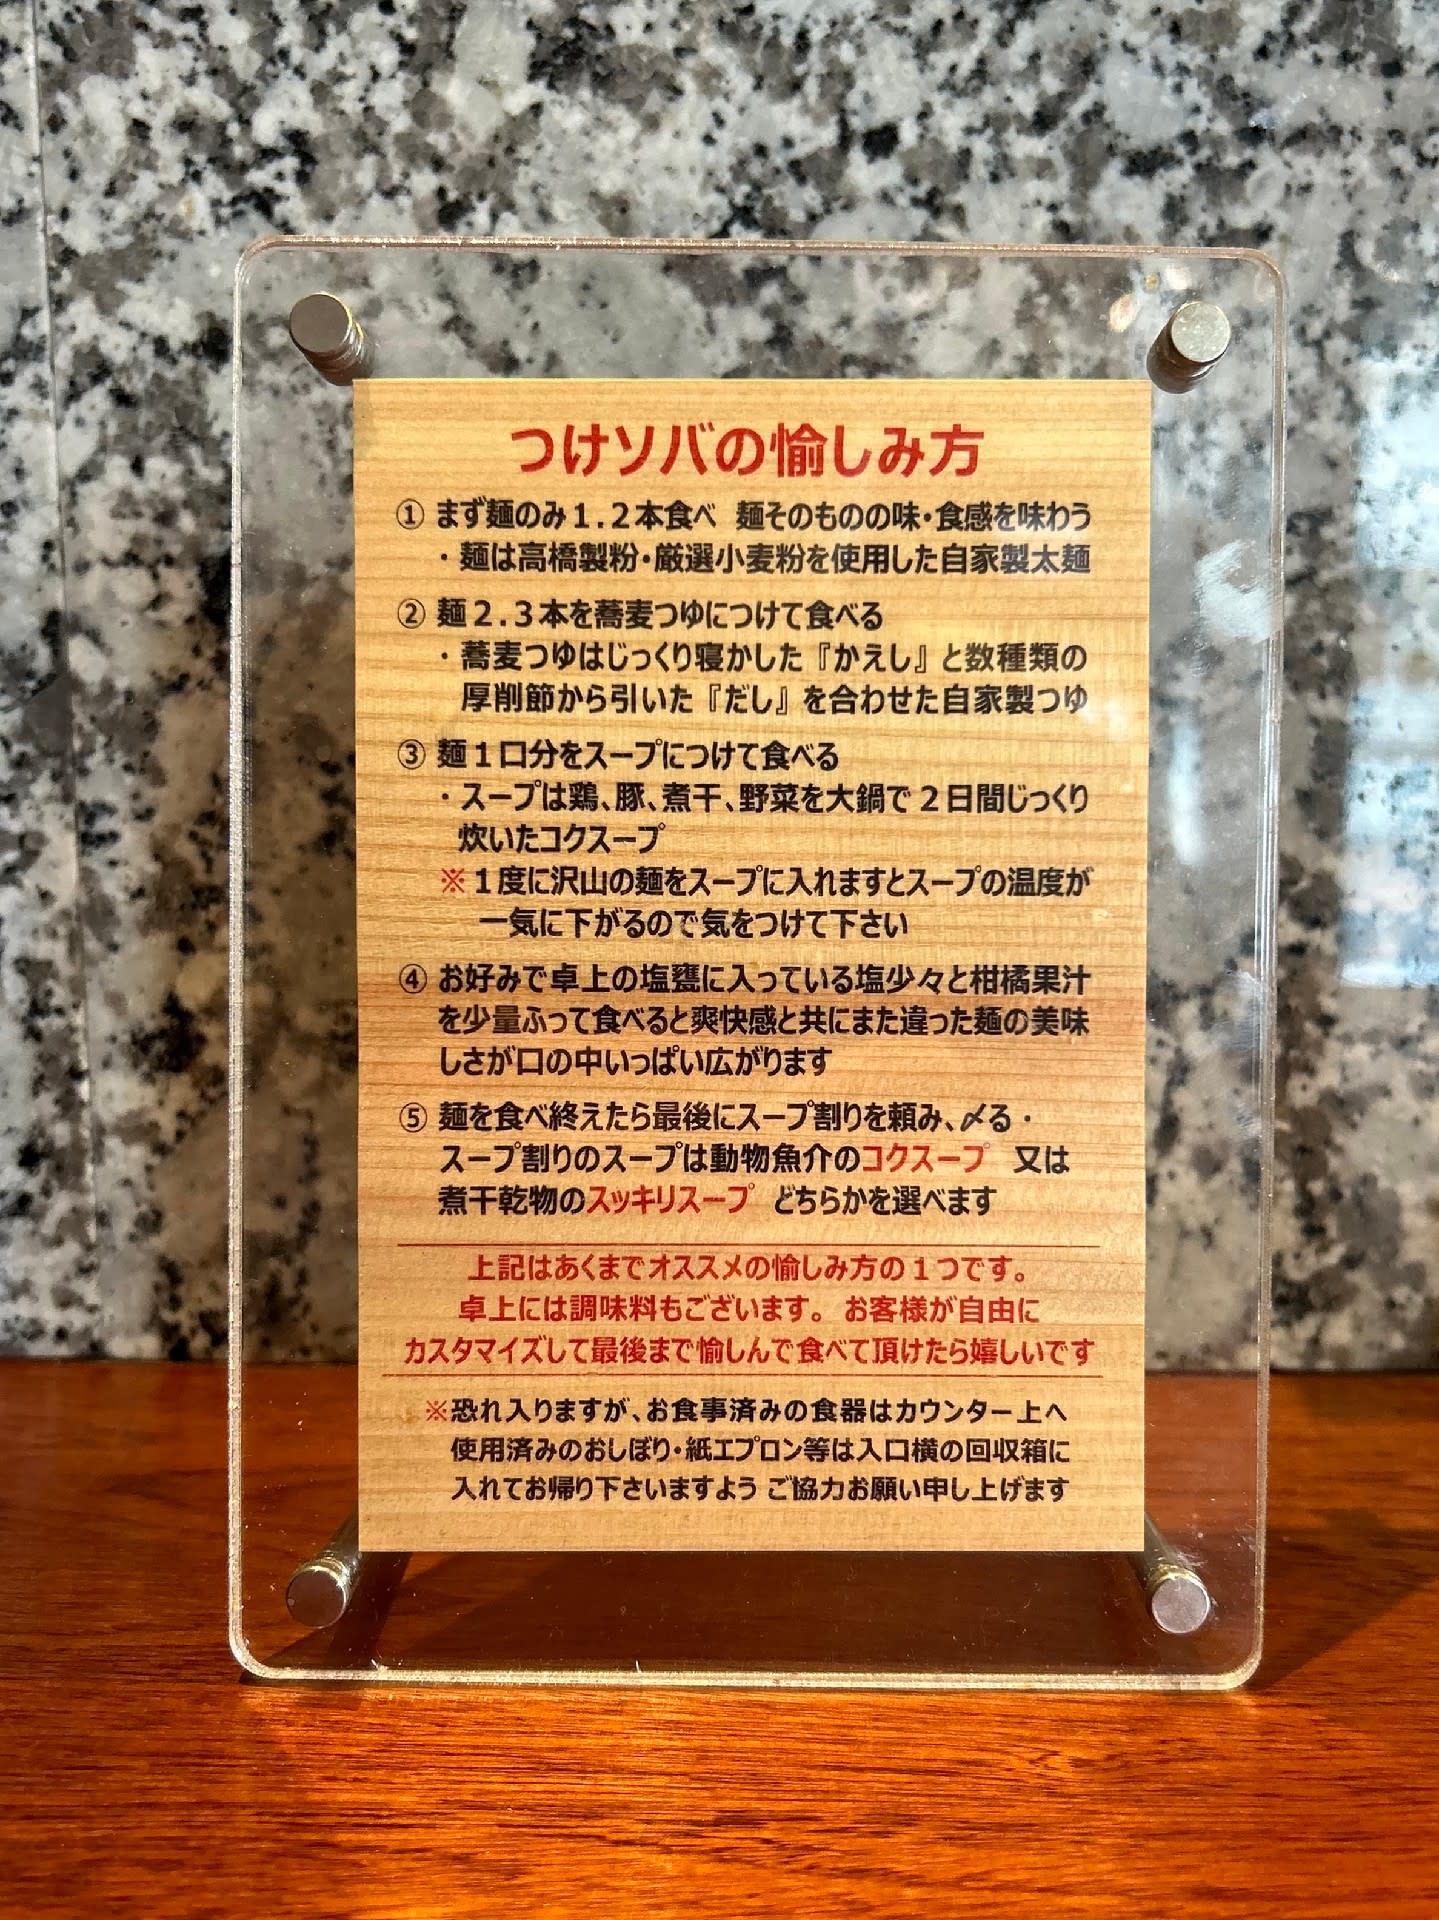 つけソバの愉しみ方
① まず麺のみ1.2本食べ 麺そのものの味・食感を味わう
・麺は高橋製粉・厳選小麦粉を使用した自家製太麺
② 麺2.3本を蕎麦つゆにつけて食べる
・蕎麦つゆはじっくり寝かした『かえし』と数種類の
厚削節から引いた『だし』を合わせた自家製つゆ
③ 麺1口分をスープにつけて食べる
・スープは鶏、豚、煮干、野菜を大鍋で2日間じっくり
炊いたコクスープ
※1度に沢山の麺をスープに入れますとスープの温度が
一気に下がるので気をつけて下さい
④ お好みで卓上の塩甕に入っている塩少々と柑橘果汁
を少量ふって食べると爽快感と共にまた違った麺の美味
しさが口の中いっぱい広がります
⑤ 麺を食べ終えたら最後にスープ割りを頼み、〆る・
スープ割りのスープは動物魚介のコクスープ 又は
煮干乾物のスッキリスープ どちらかを選べます
上記はあくまでオススメの愉しみ方の1つです。
卓上には調味料もございます。お客様が自由に
カスタマイズして最後まで愉しんで食べて頂けたら嬉しいです
※恐れ入りますが、お食事済みの食器はカウンター上へ
使用済みのおしぼり・紙エプロン等は入口横の回収箱に
入れてお帰り下さいますよう ご協力お願い申し上げます